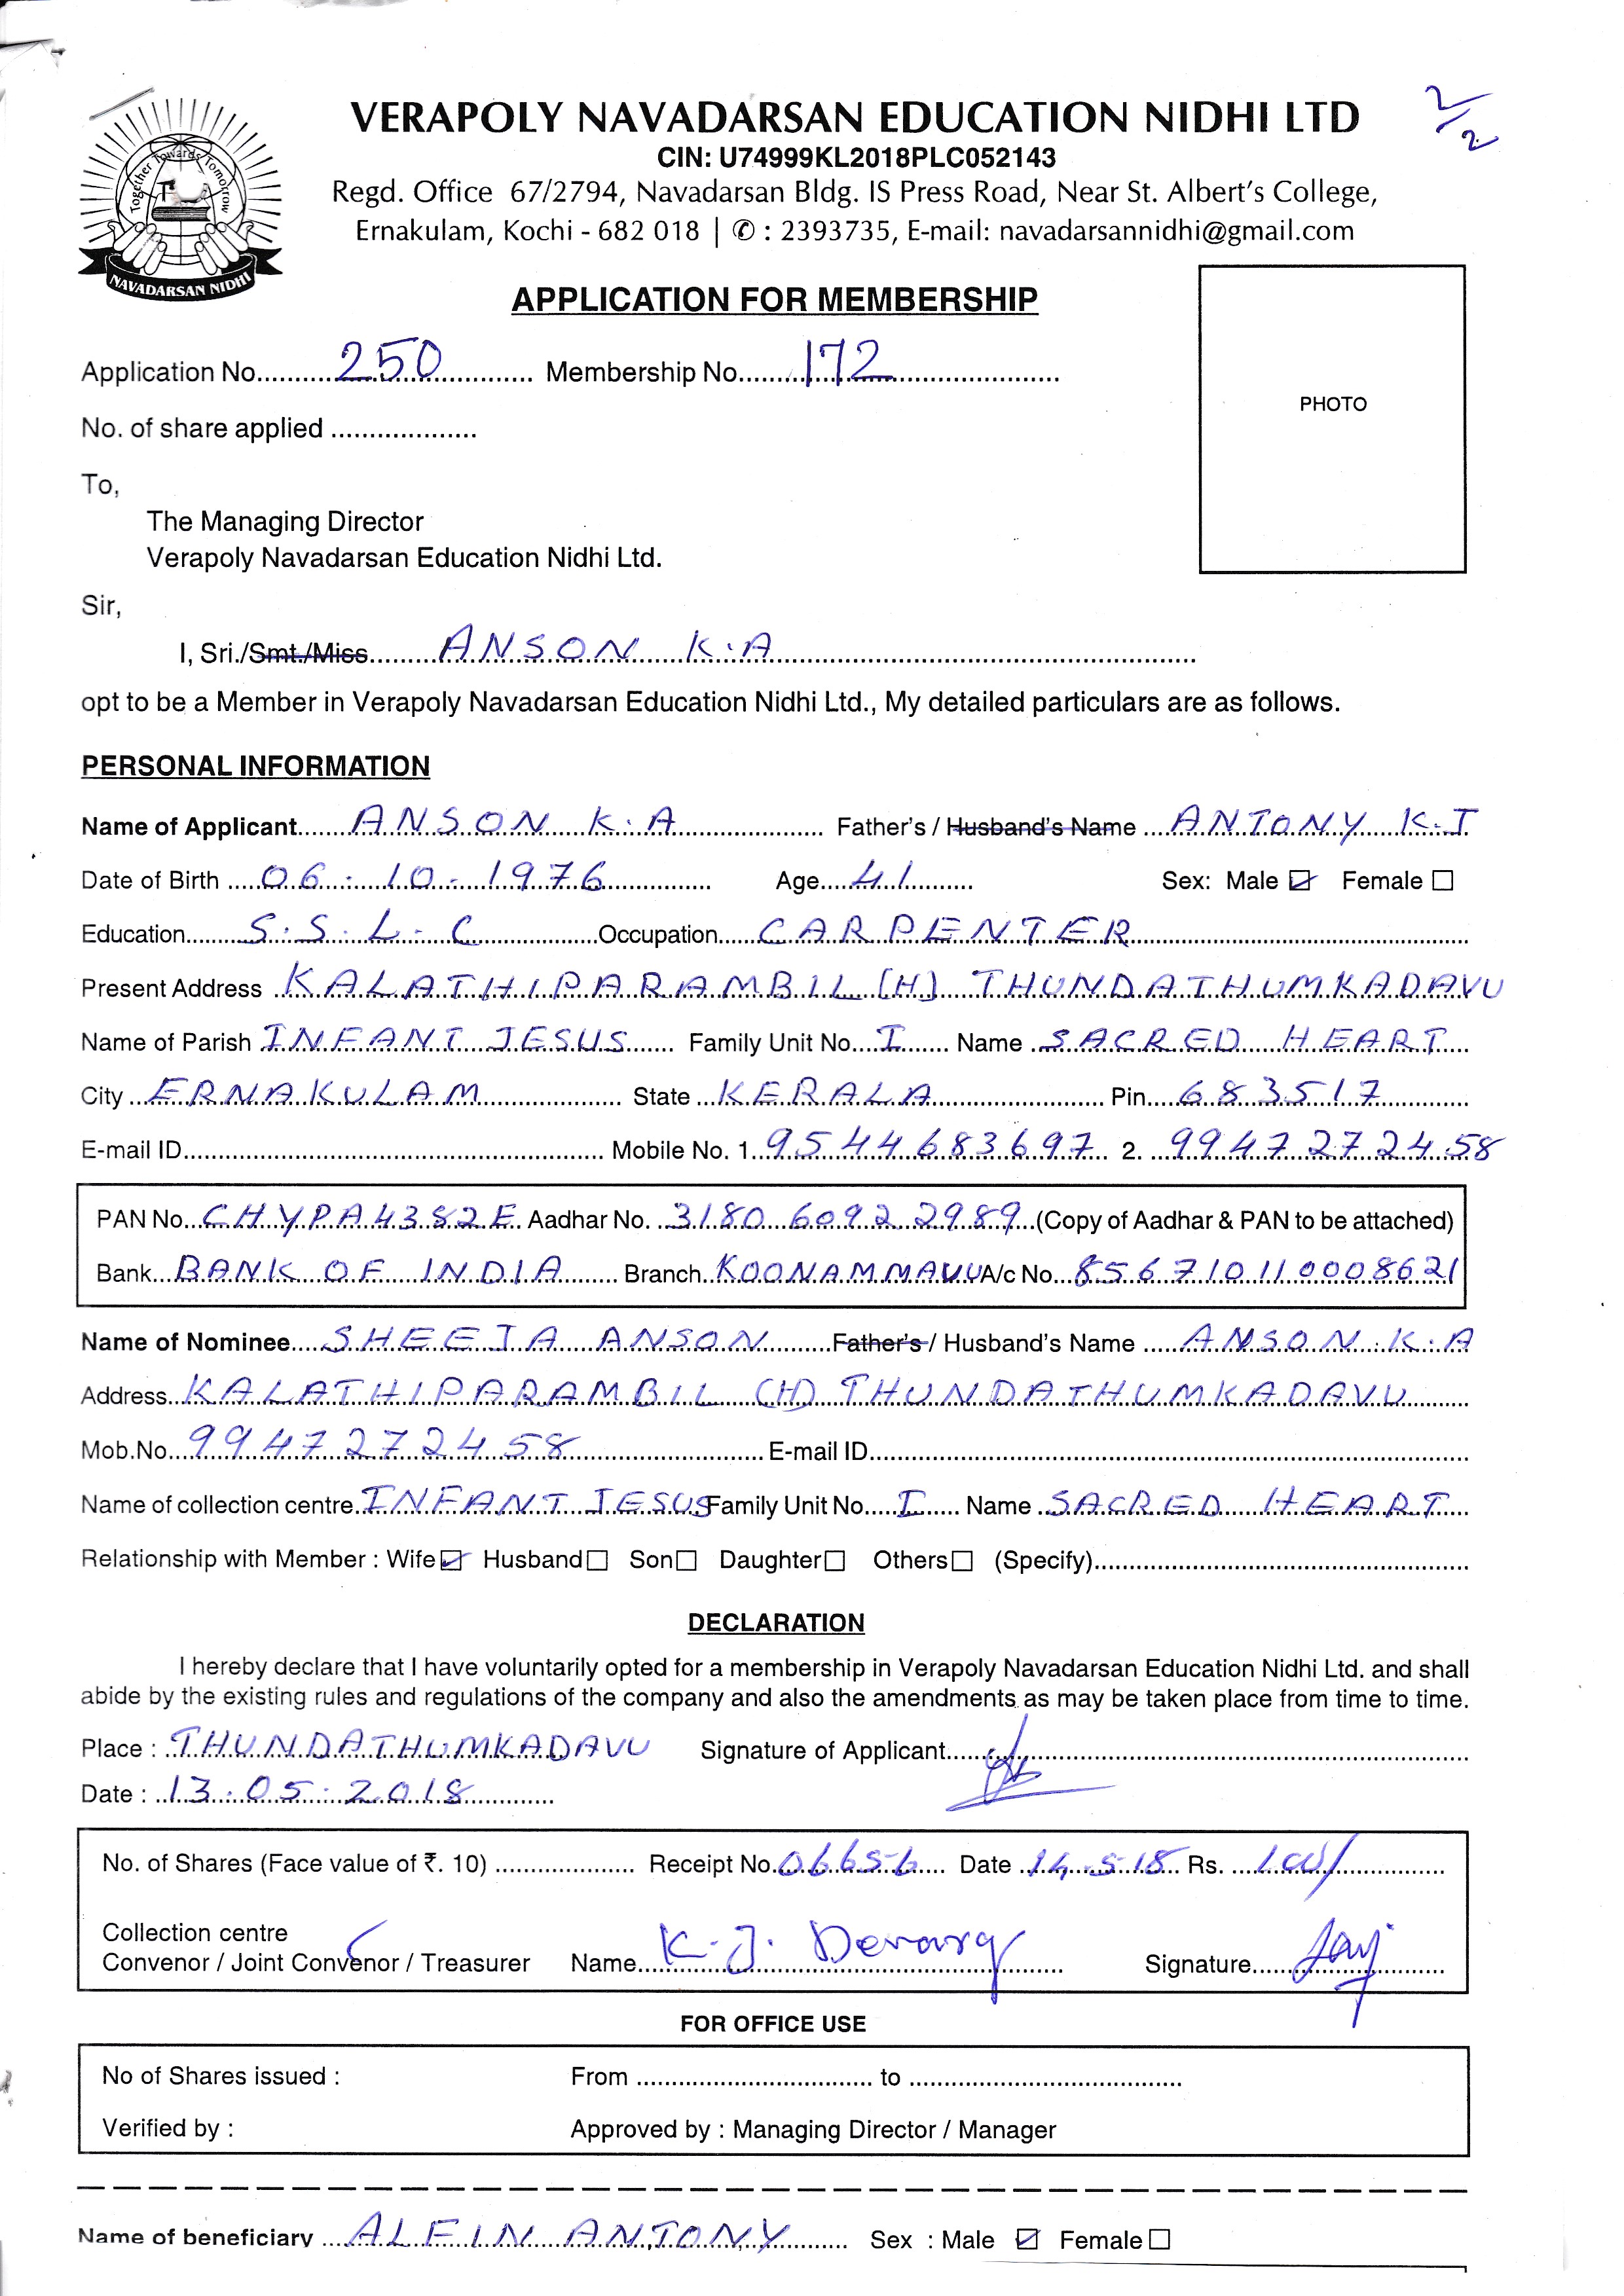 VERAPOLY NAVADARSAN EDUCATION NIDHI LTD
2/2
CIN: U74999KL2018PLC052143
Regd. Office 67/2794, Navadarsan Bldg. IS Press Road, Near St. Albert's College,
Ernakulam, Kochi - 682 018 | ✆ : 2393735, E-mail: navadarsannidhi@gmail.com
Together Towards Tomorrow
NAVADARSAN NIDHI
APPLICATION FOR MEMBERSHIP
Application No. 250 Membership No. 172
No. of share applied ...................
PHOTO
To,
The Managing Director
Verapoly Navadarsan Education Nidhi Ltd.
Sir,
I, Sri./Smt./Miss. ANSON K.A
opt to be a Member in Verapoly Navadarsan Education Nidhi Ltd., My detailed particulars are as follows.
PERSONAL INFORMATION
Name of Applicant ANSON K.A Father's / Husband's Name ANTONY K.J
Date of Birth 06 - 10 - 1976 Age 41 Sex: Male ☑ Female ☐
Education S.S.L.C Occupation CARPENTER
Present Address KALATHIPARAMBIL (H) THUNDATHUMKADAVU
Name of Parish INFANT JESUS Family Unit No. I Name SACRED HEART
City ERNAKULAM State KERALA Pin 683517
E-mail ID Mobile No. 1. 9544683697 2. 9947272458
PAN No. CHYPA4382E Aadhar No. 3180 6092 2989 (Copy of Aadhar & PAN to be attached)
Bank BANK OF INDIA Branch KOONAMMAVU A/c No. 856710110008621
Name of Nominee SHEEJA ANSON Father's / Husband's Name ANSON K.A
Address KALATHIPARAMBIL (H) THUNDATHUMKADAVU
Mob.No. 9947272458 E-mail ID
Name of collection centre INFANT JESUS Family Unit No. I Name SACRED HEART
Relationship with Member : Wife ☑ Husband ☐ Son ☐ Daughter ☐ Others ☐ (Specify)
DECLARATION
I hereby declare that I have voluntarily opted for a membership in Verapoly Navadarsan Education Nidhi Ltd. and shall
abide by the existing rules and regulations of the company and also the amendments as may be taken place from time to time.
Place : THUNDATHUMKADAVU Signature of Applicant
Date : 13.05.2018
No. of Shares (Face value of ₹. 10) Receipt No. 06656 Date 14.5.18 Rs. 100/
Collection centre
Convenor / Joint Convenor / Treasurer Name K.J. Signature
FOR OFFICE USE
No of Shares issued : From to
Verified by : Approved by : Managing Director / Manager
Name of beneficiary ALEIN ANTONY Sex : Male ☑ Female ☐